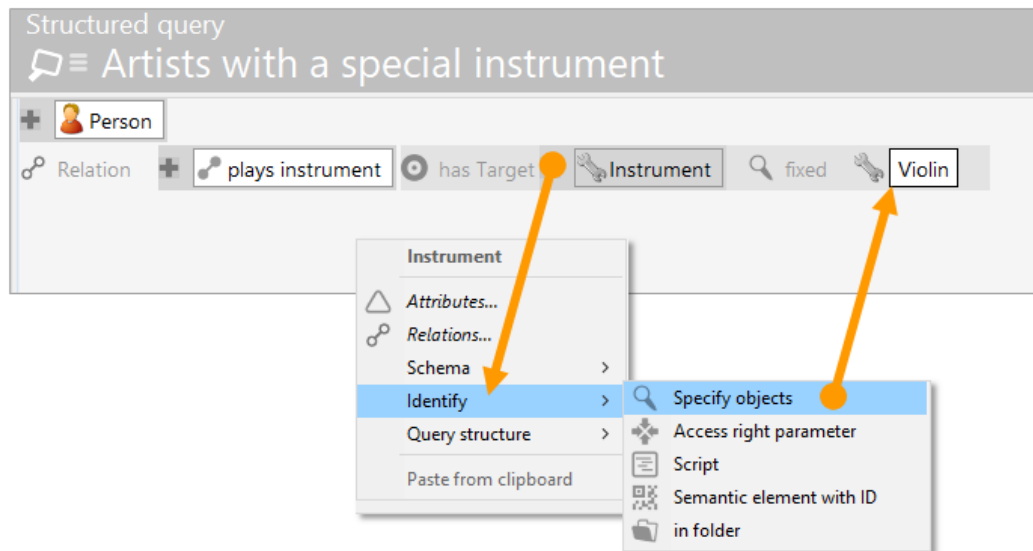 Structured query
Artists with a special instrument
Person
Relation plays instrument has Target Instrument fixed Violin
Instrument
Attributes...
Relations...
Schema
Identify
Query structure
Paste from clipboard
Specify objects
Access right parameter
Script
Semantic element with ID
in folder